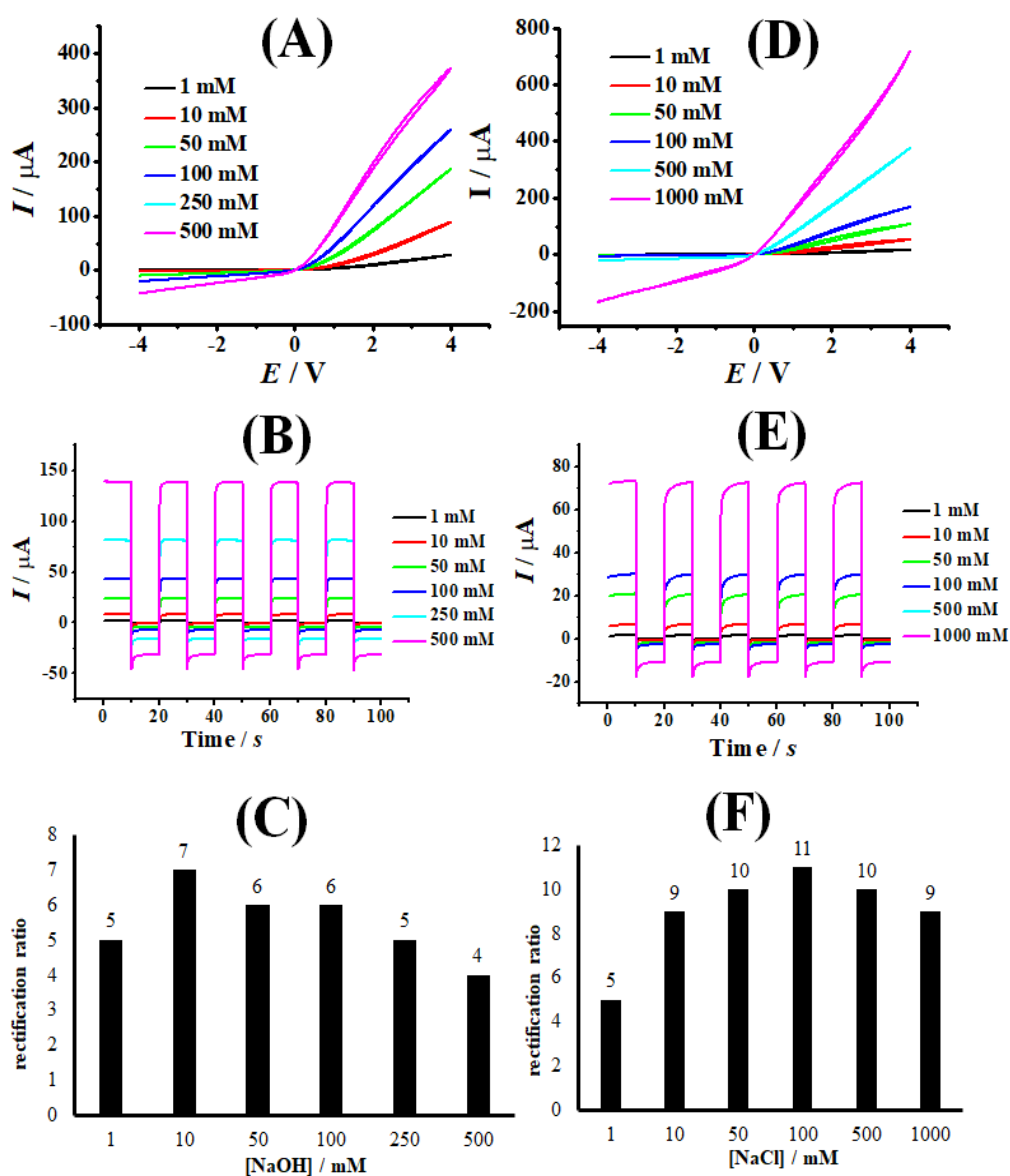 (A)
I / μA
400
300
200
100
0
-100
1 mM
10 mM
50 mM
100 mM
250 mM
500 mM
-4 -2 0 2 4
E / V
(D)
I / μA
800
600
400
200
0
-200
1 mM
10 mM
50 mM
100 mM
500 mM
1000 mM
-4 -2 0 2 4
E / V
(B)
I / μA
150
100
50
0
-50
1 mM
10 mM
50 mM
100 mM
250 mM
500 mM
0 20 40 60 80 100
Time / s
(E)
I / μA
80
60
40
20
0
-20
1 mM
10 mM
50 mM
100 mM
500 mM
1000 mM
0 20 40 60 80 100
Time / s
(C)
rectification ratio
8
7
6
5
4
3
2
1
0
5 7 6 6 5 4
1 10 50 100 250 500
[NaOH] / mM
(F)
rectification ratio
12
10
8
6
4
2
0
5 9 10 11 10 9
1 10 50 100 500 1000
[NaCl] / mM